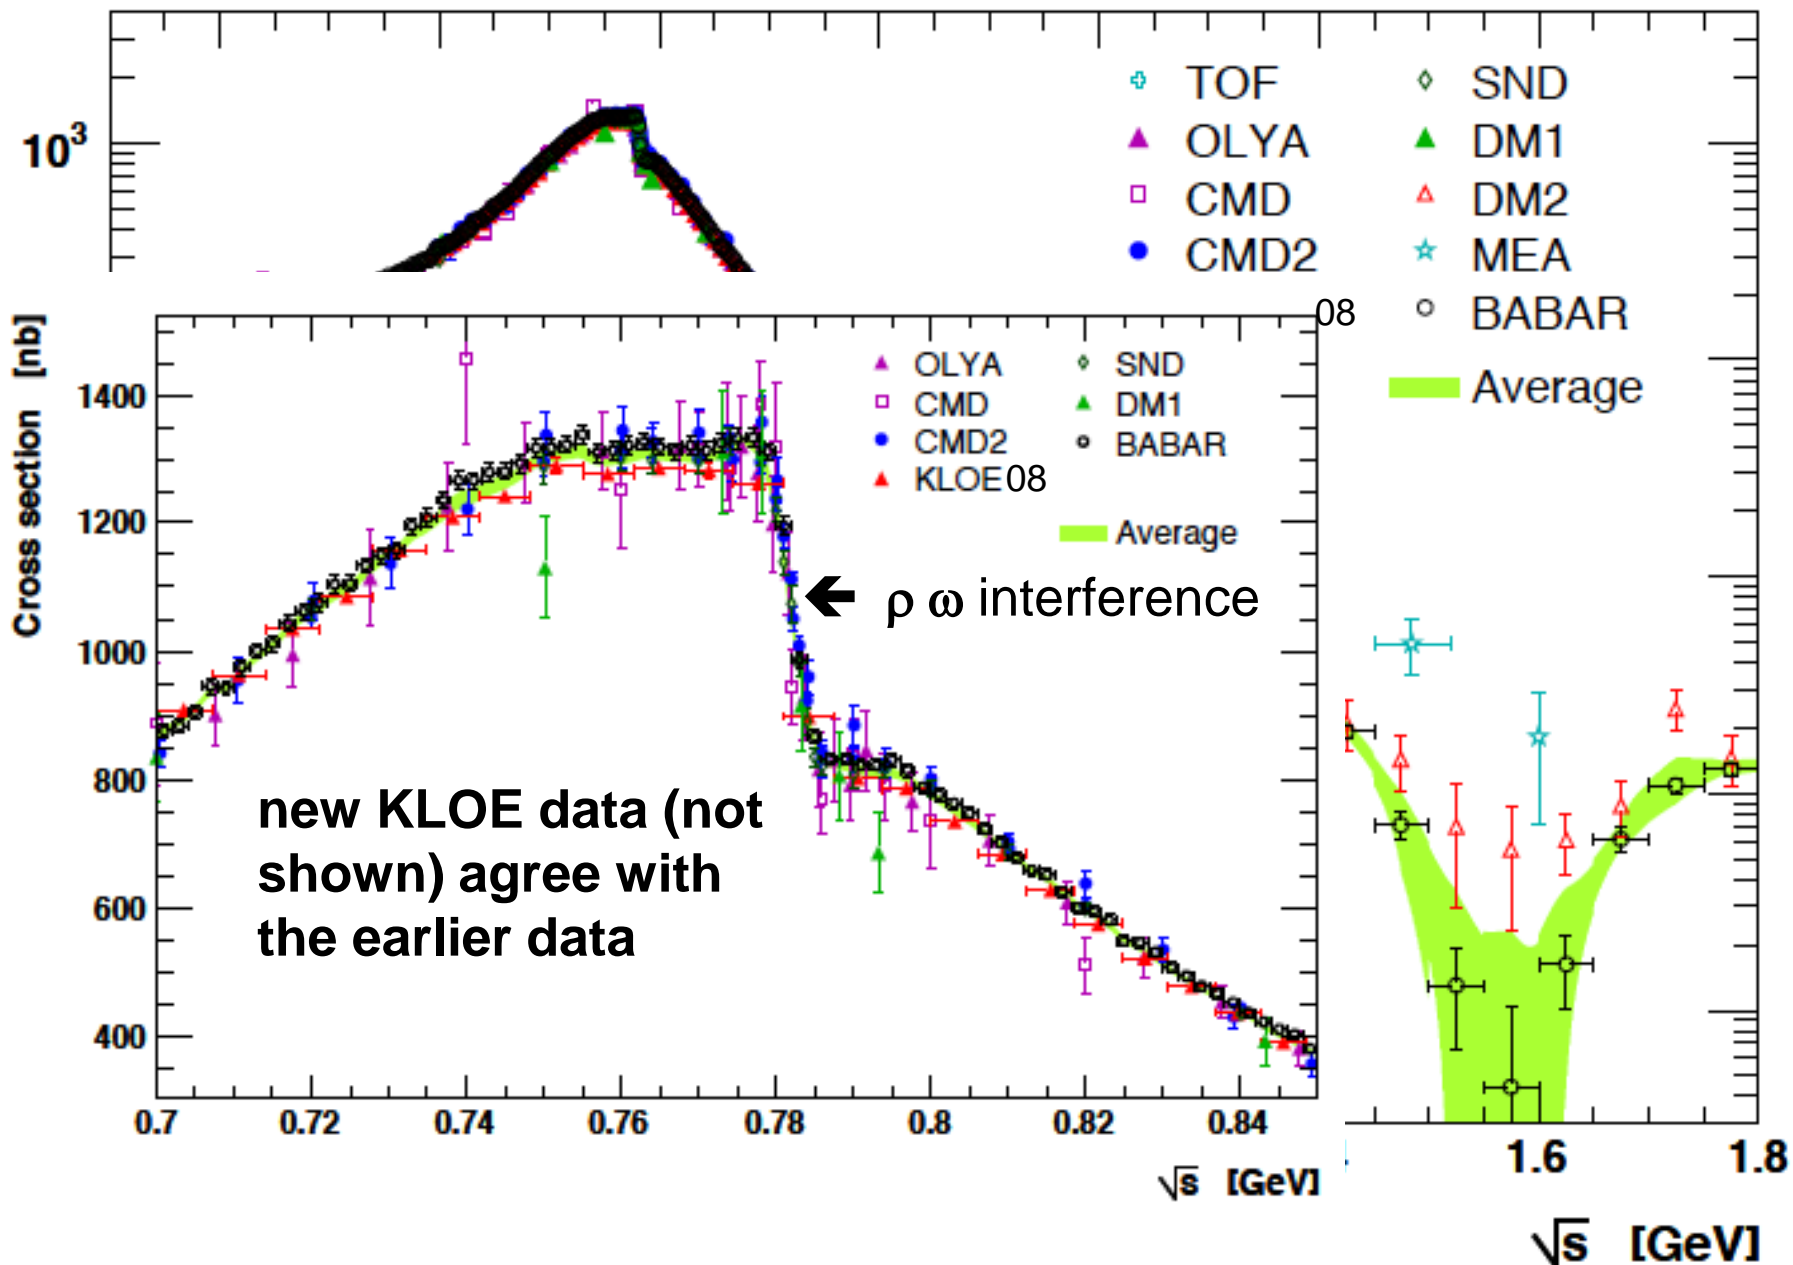 10³
TOF
OLYA
CMD
CMD2
08
SND
DM1
DM2
MEA
BABAR
Average
Cross section [nb]
1400
1200
1000
800
600
400
OLYA
CMD
CMD2
KLOE08
SND
DM1
BABAR
Average
ρ ω interference
new KLOE data (not
shown) agree with
the earlier data
0.7 0.72 0.74 0.76 0.78 0.8 0.82 0.84
√s [GeV]
1.6 1.8
√s [GeV]